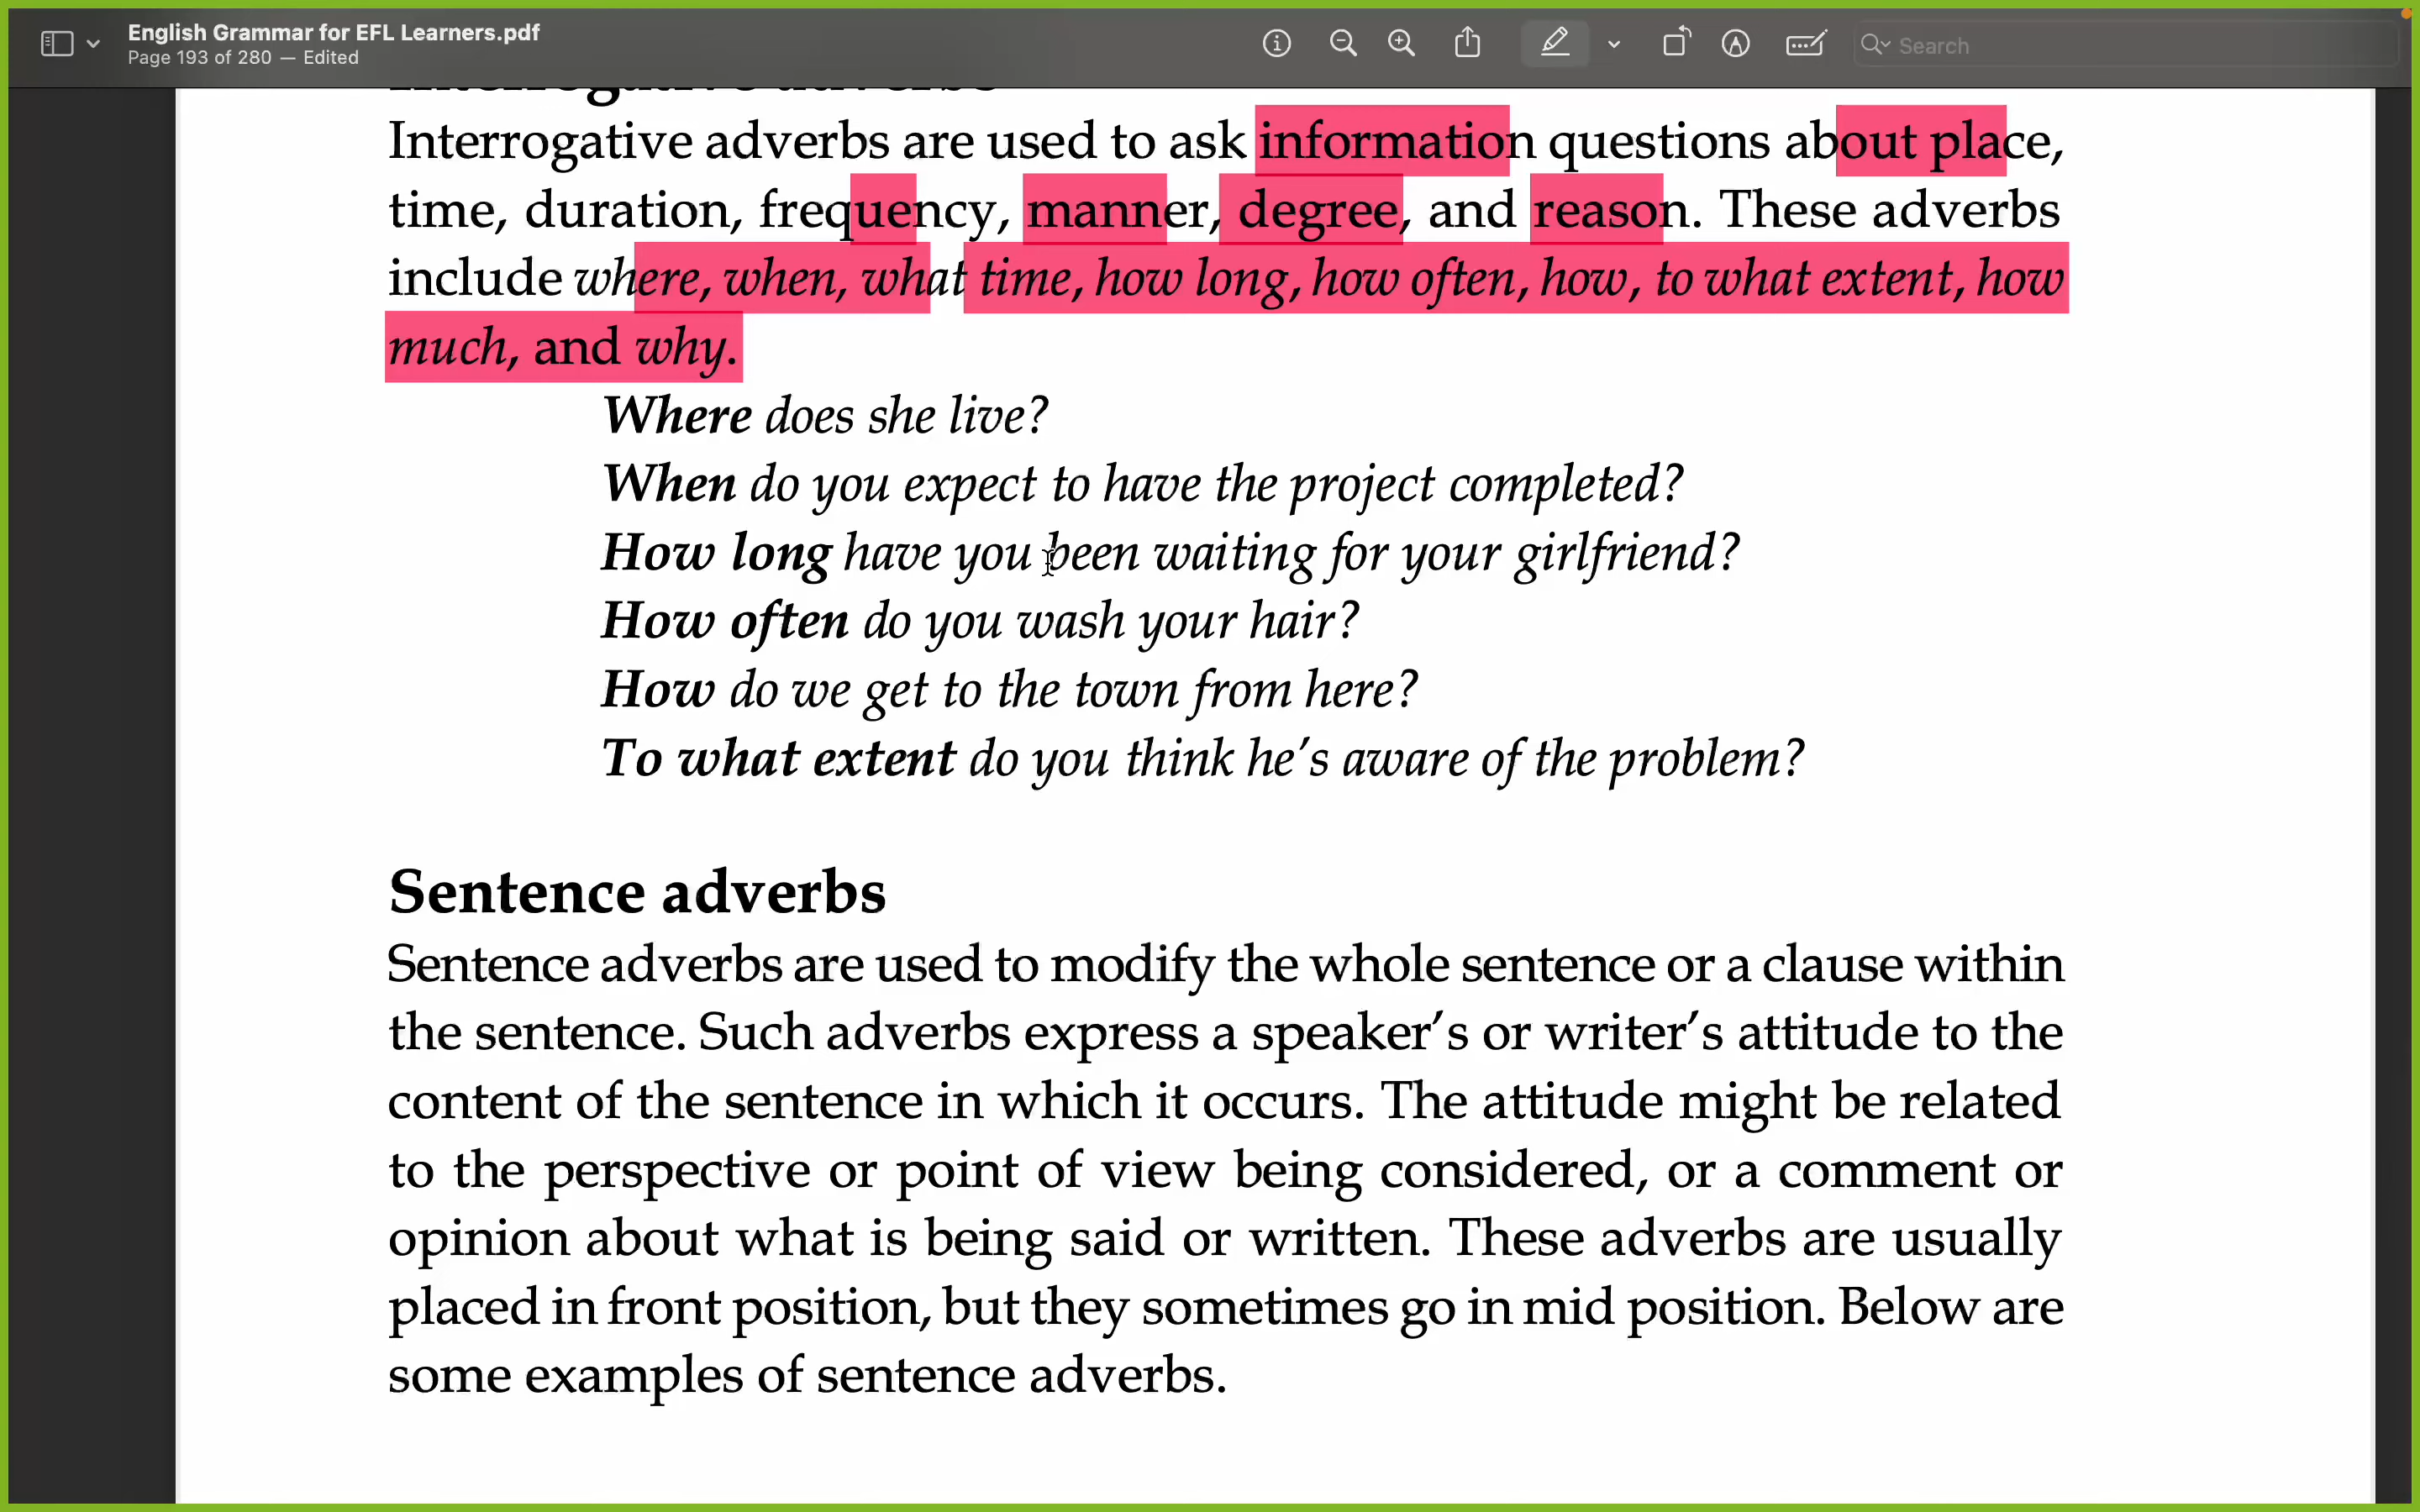 English Grammar for EFL Learners.pdf
Page 193 of 280 — Edited
Search
Interrogative adverbs
Interrogative adverbs are used to ask information questions about place,
time, duration, frequency, manner, degree, and reason. These adverbs
include where, when, what time, how long, how often, how, to what extent, how
much, and why.
Where does she live?
When do you expect to have the project completed?
How long have you been waiting for your girlfriend?
How often do you wash your hair?
How do we get to the town from here?
To what extent do you think he’s aware of the problem?
Sentence adverbs
Sentence adverbs are used to modify the whole sentence or a clause within
the sentence. Such adverbs express a speaker’s or writer’s attitude to the
content of the sentence in which it occurs. The attitude might be related
to the perspective or point of view being considered, or a comment or
opinion about what is being said or written. These adverbs are usually
placed in front position, but they sometimes go in mid position. Below are
some examples of sentence adverbs.